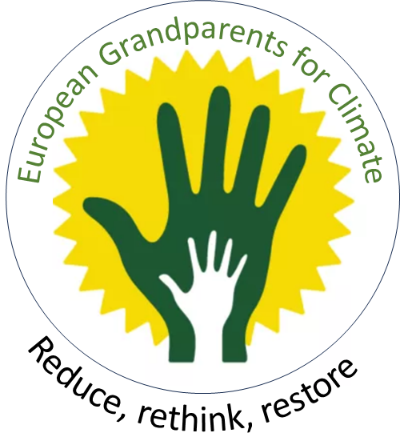 European Grandparents for Climate
Reduce, rethink, restore